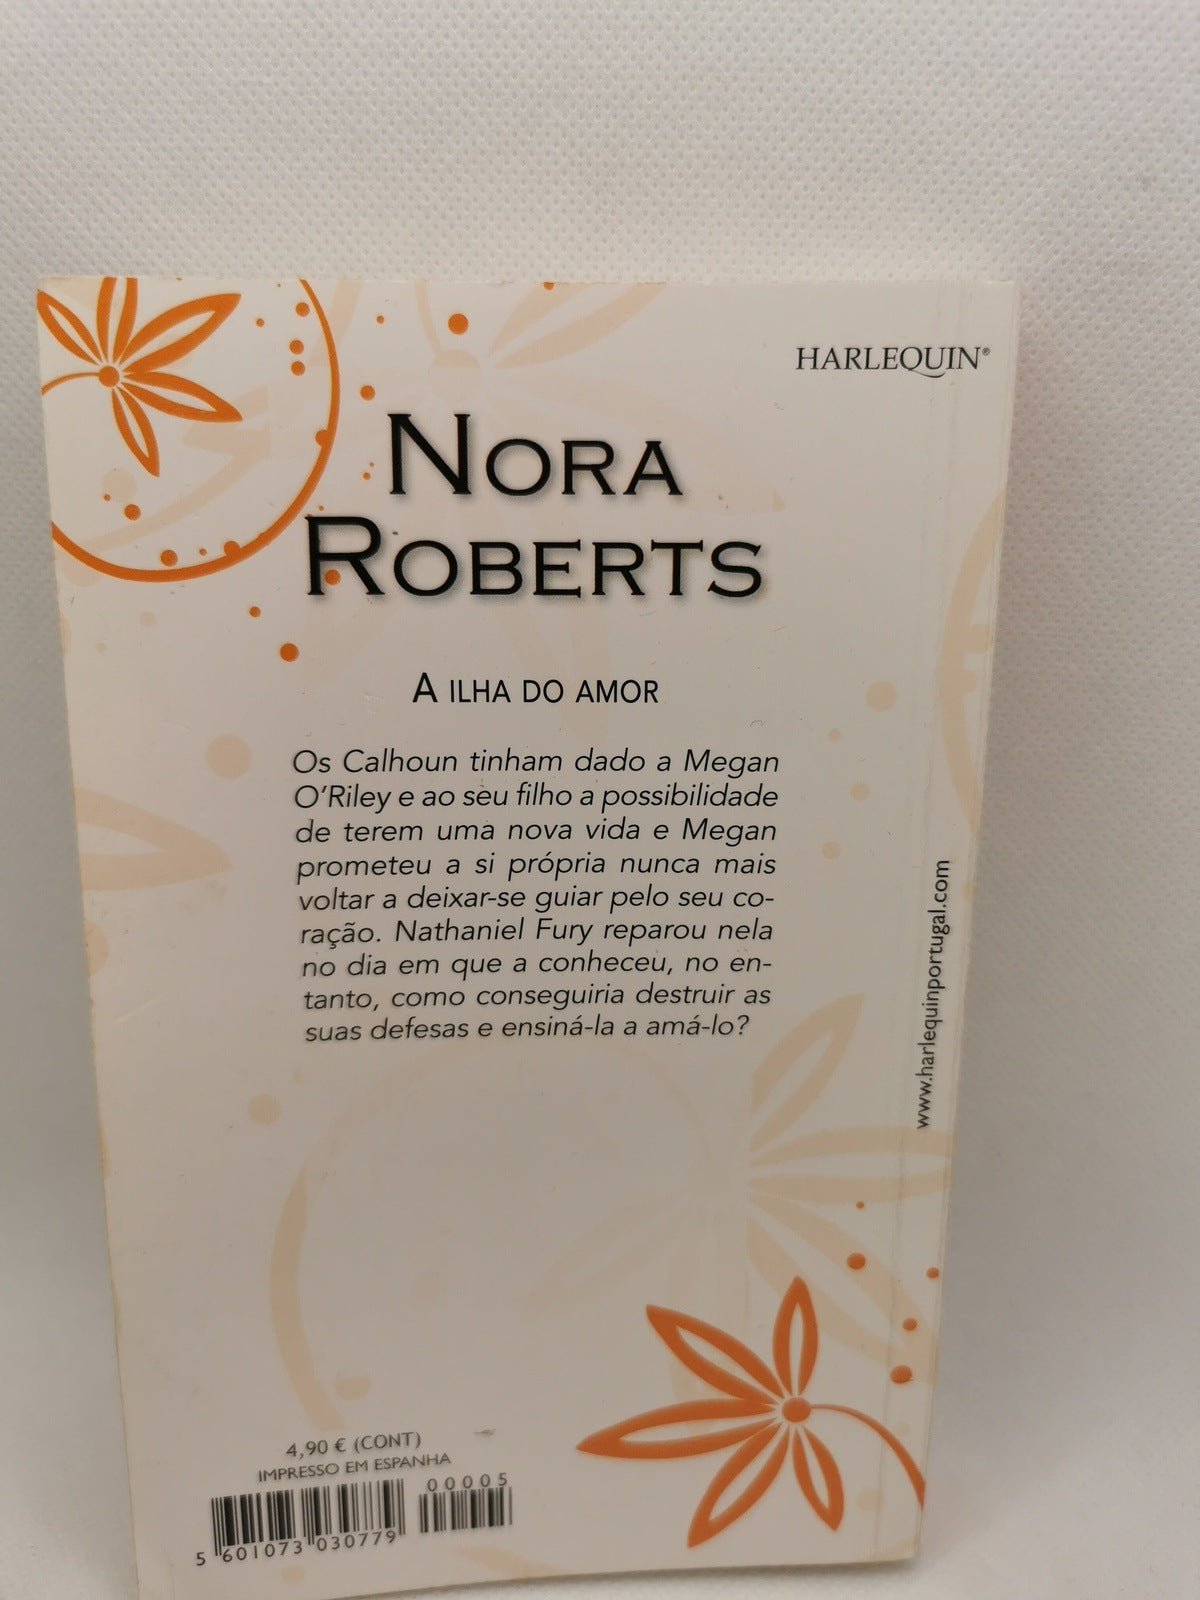 HARLEQUIN®
NORA
ROBERTS
A ILHA DO AMOR
Os Calhoun tinham dado a Megan
O'Riley e ao seu filho a possibilidade
de terem uma nova vida e Megan
prometeu a si própria nunca mais
voltar a deixar-se guiar pelo seu co-
ração. Nathaniel Fury reparou nela
no dia em que a conheceu, no en-
tanto, como conseguiria destruir as
suas defesas e ensiná-la a amá-lo?
www.harlequinportugal.com
4,90 € (CONT)
IMPRESSO EM ESPANHA
00005
5 601073 030779